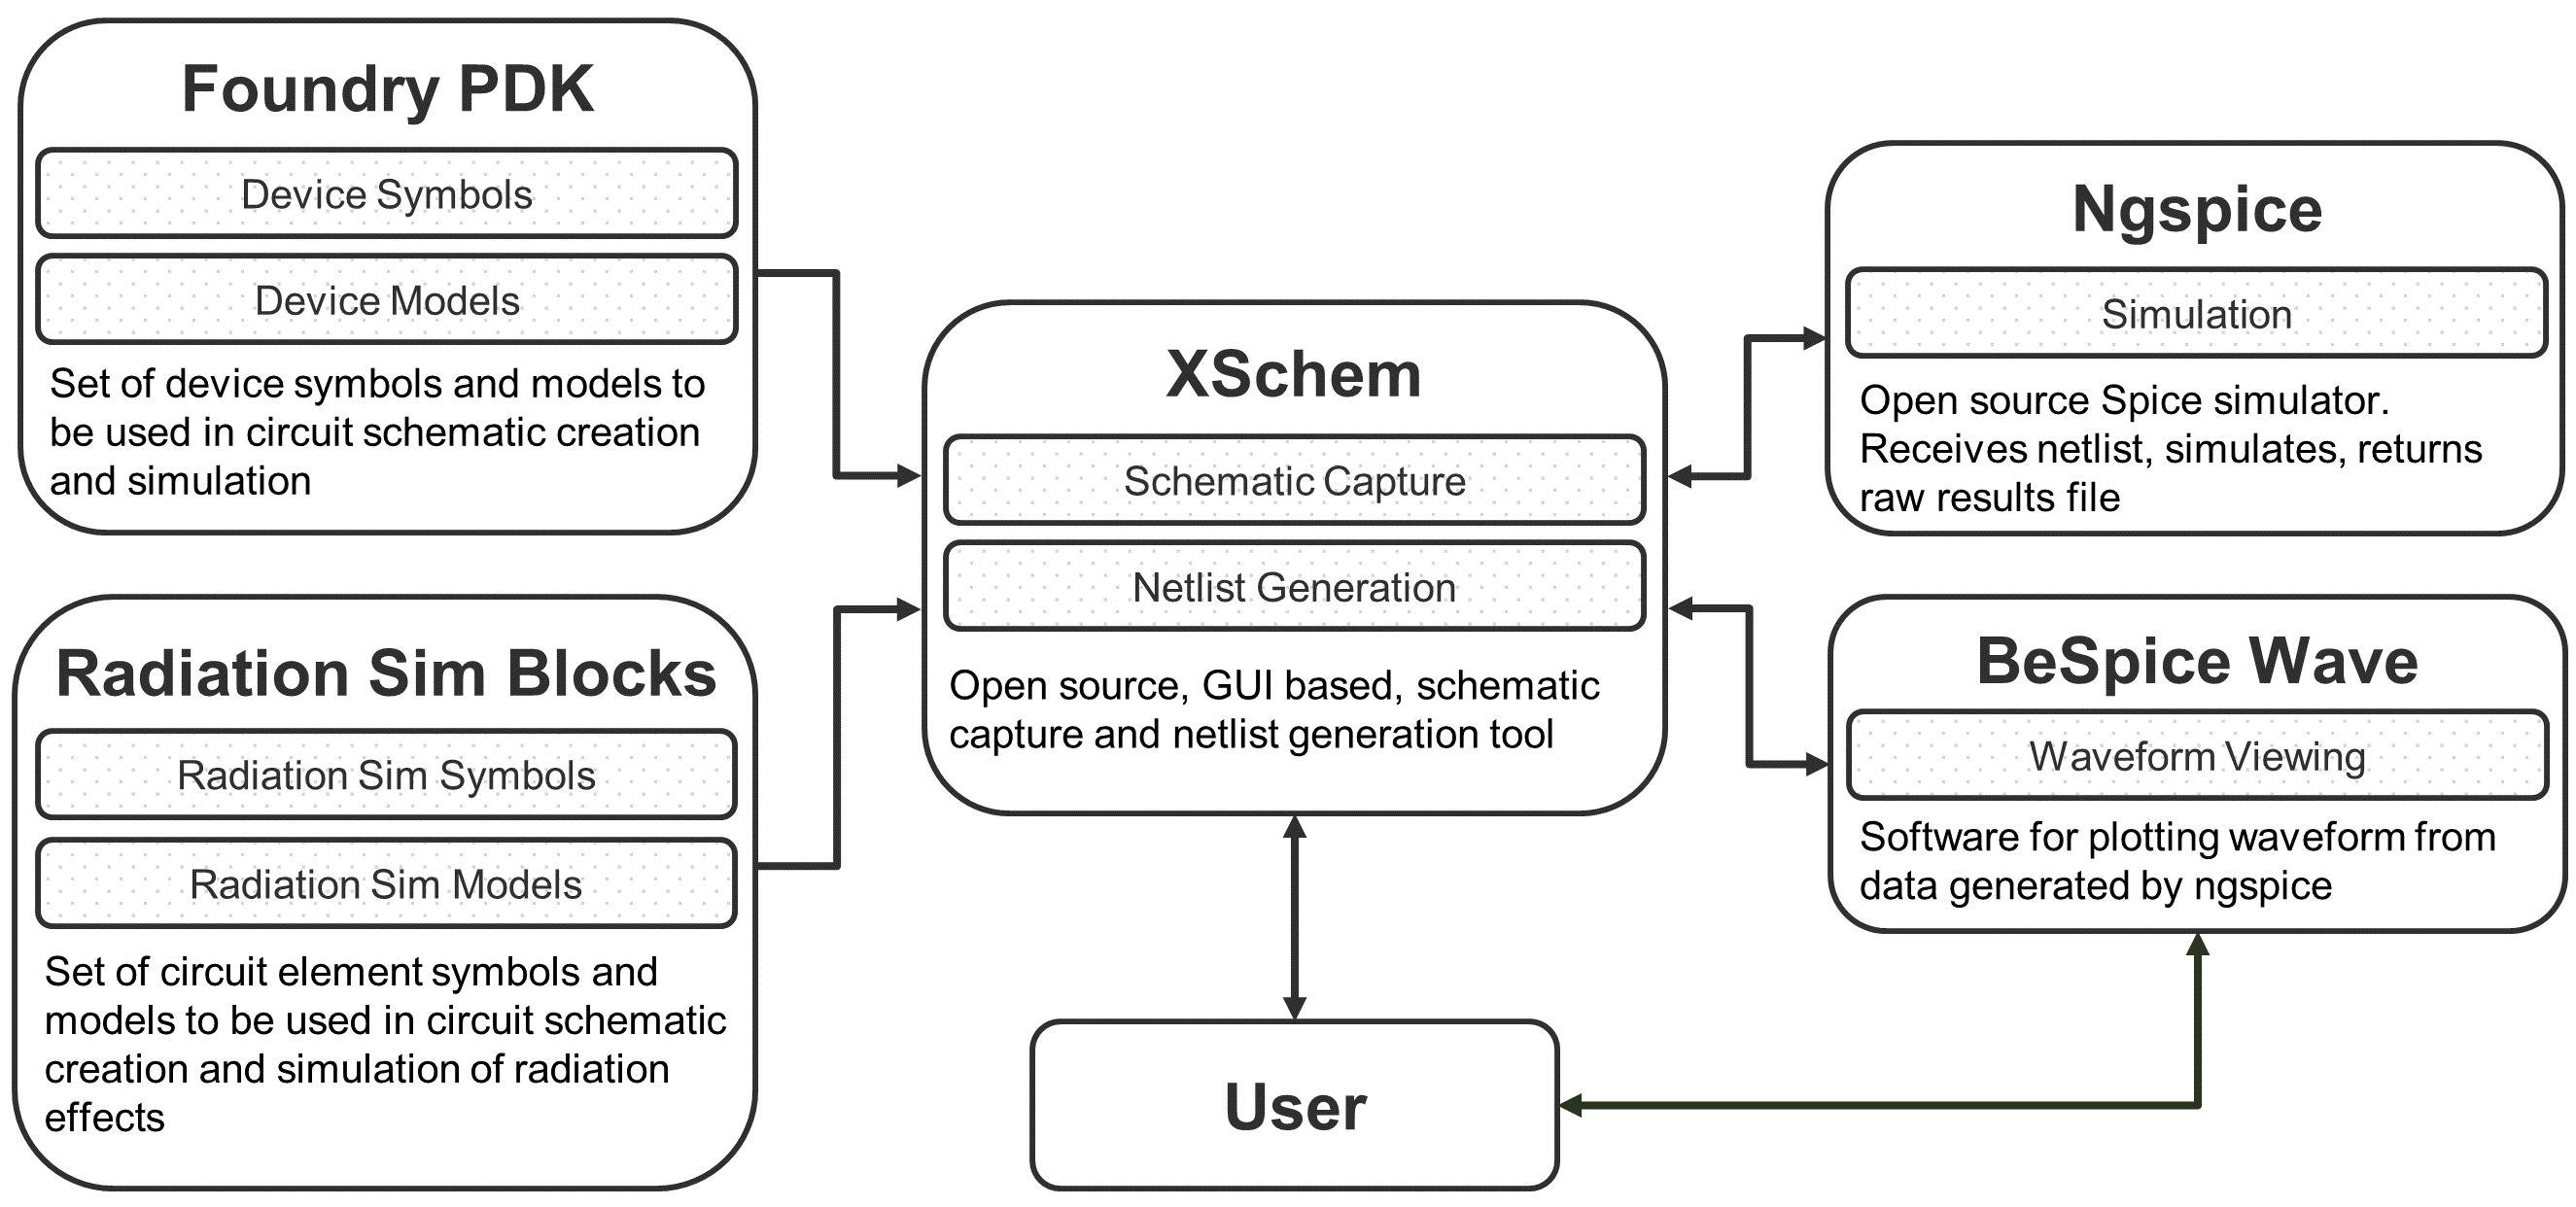 Foundry PDK
Device Symbols
Device Models
Set of device symbols and models to
be used in circuit schematic creation
and simulation
Radiation Sim Blocks
Radiation Sim Symbols
Radiation Sim Models
Set of circuit element symbols and
models to be used in circuit schematic
creation and simulation of radiation
effects
XSchem
Schematic Capture
Netlist Generation
Open source, GUI based, schematic
capture and netlist generation tool
User
Ngspice
Simulation
Open source Spice simulator.
Receives netlist, simulates, returns
raw results file
BeSpice Wave
Waveform Viewing
Software for plotting waveform from
data generated by ngspice